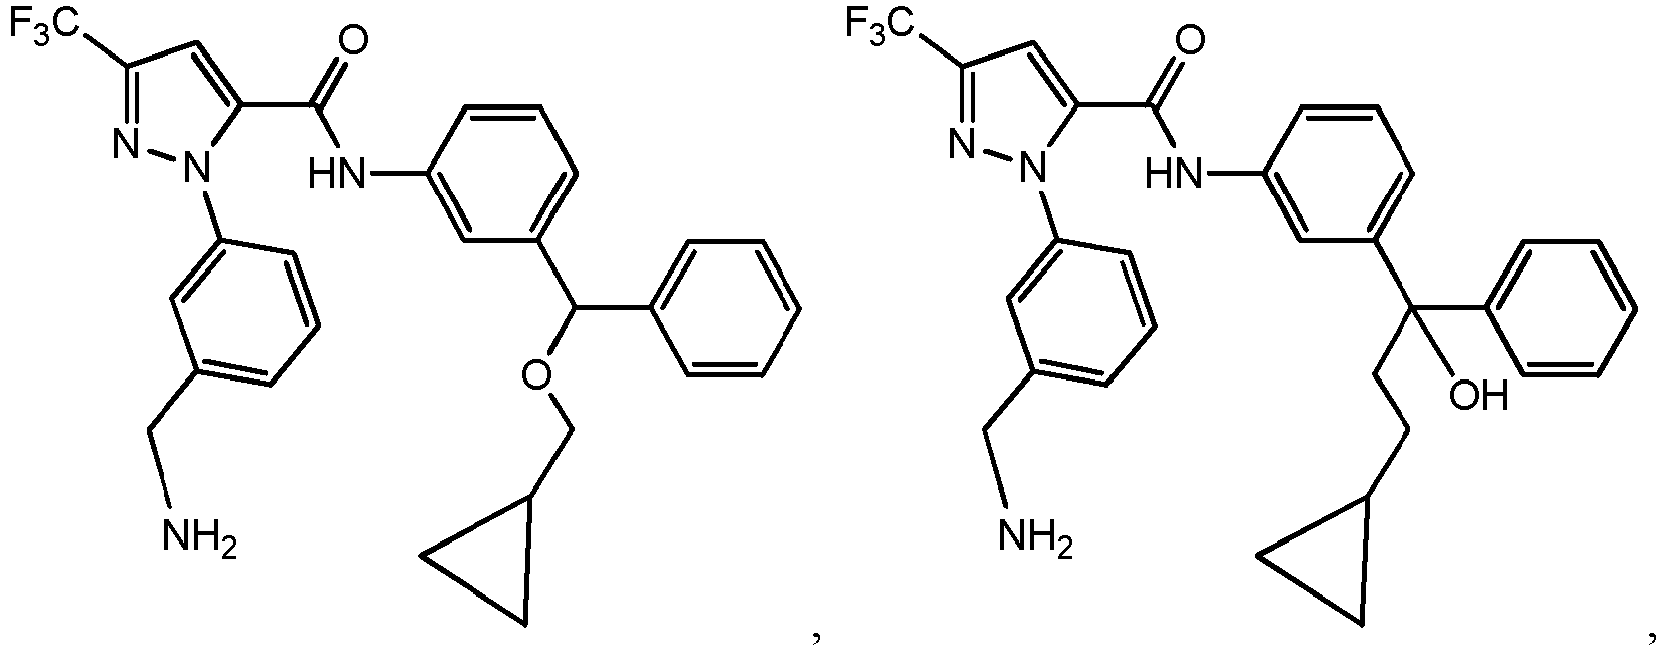 F3C O F3C O
N N HN N N HN
O OH
NH2 NH2
, ,